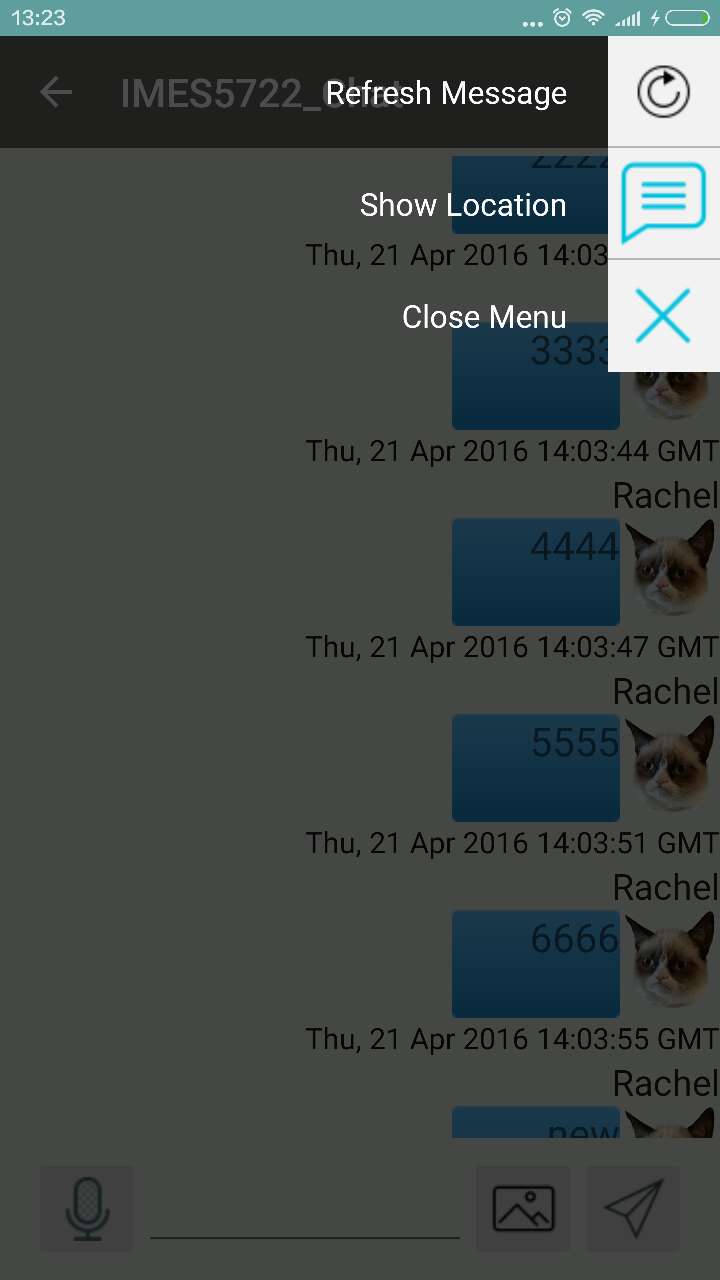 13:23
IMES5722_Chat
Refresh Message
2222
Show Location
Thu, 21 Apr 2016 14:03
Close Menu
3333
Thu, 21 Apr 2016 14:03:44 GMT
Rachel
4444
Thu, 21 Apr 2016 14:03:47 GMT
Rachel
5555
Thu, 21 Apr 2016 14:03:51 GMT
Rachel
6666
Thu, 21 Apr 2016 14:03:55 GMT
Rachel
new